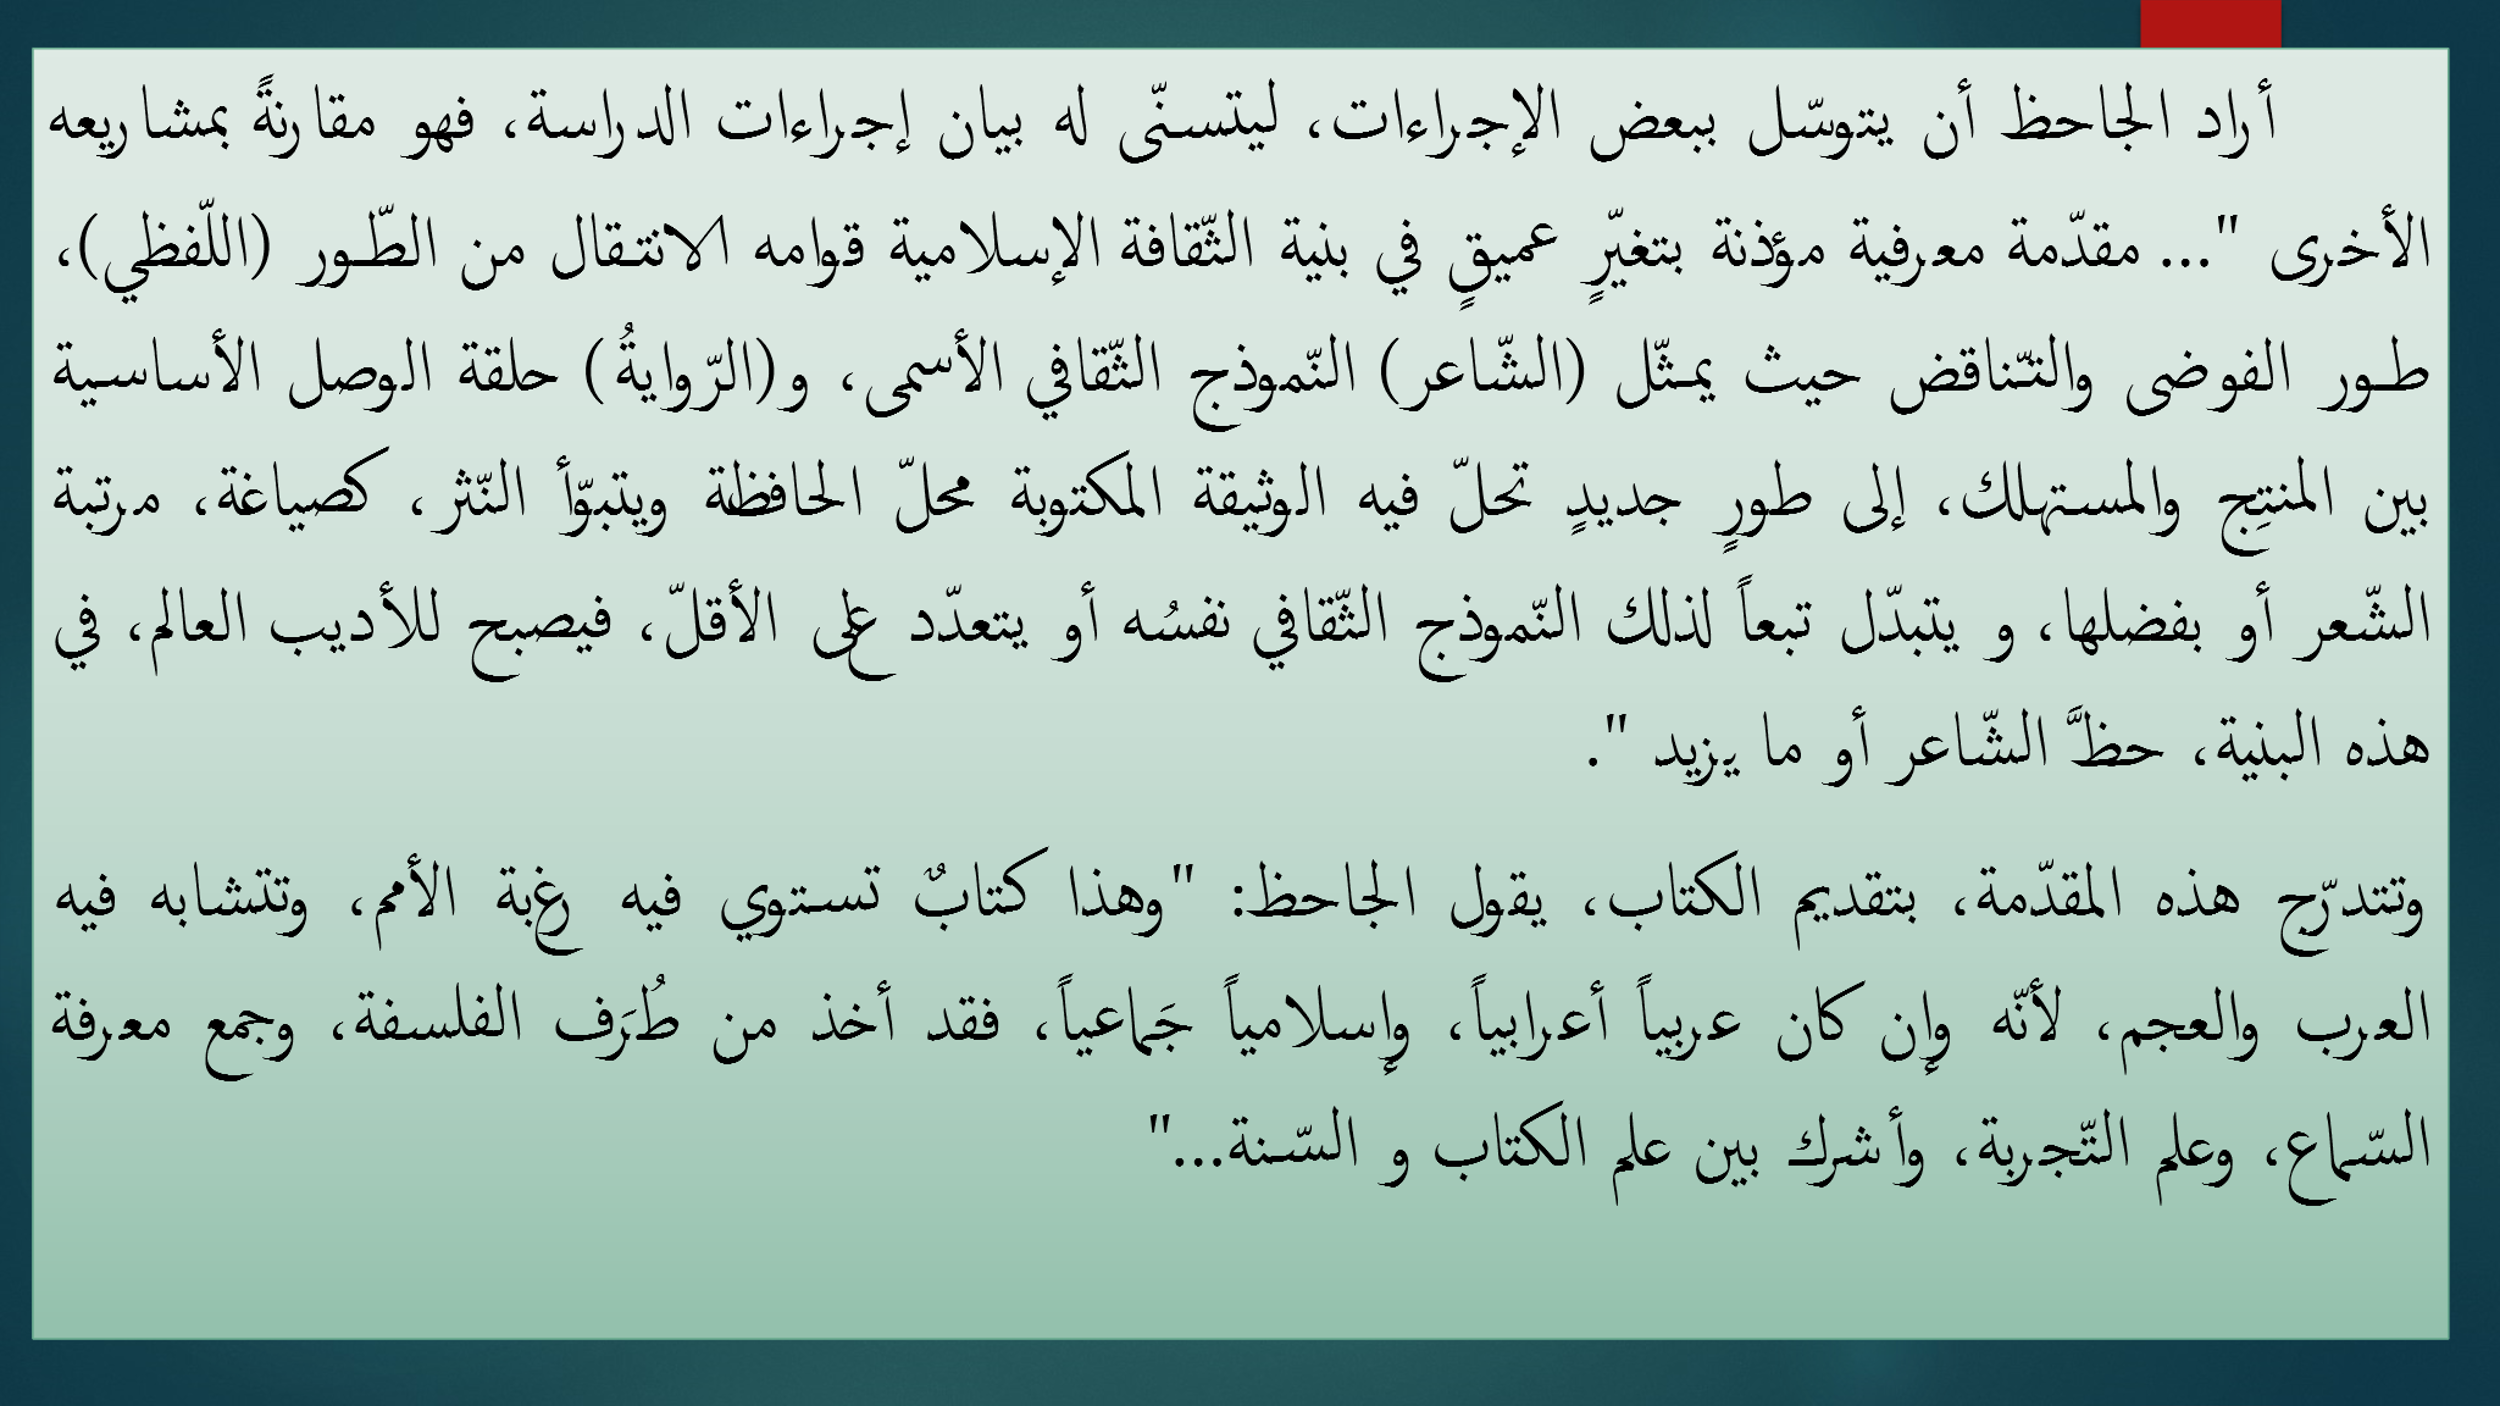 أراد الجاحظ أن يتوسّل ببعض الإجراءات، ليتسنّى له بيان إجراءات الدراسة، فهو مقارنةً بمشاريعه
الأخرى "... مقدّمة معرفية مؤذنة بتغيّرٍ عميقٍ في بنية الثّقافة الإسلامية قوامه الانتقال من الطّور (اللّفظي)،
طور الفوضى والتّناقض حيث يمثّل (الشّاعر) النّموذج الثّقافي الأسمى، و(الرّوايةُ) حلقة الوصل الأساسية
بين المنتِج والمستهلك، إلى طورٍ جديدٍ تحلّ فيه الوثيقة المكتوبة محلّ الحافظة ويتبوّأ النّثر، كصياغة، مرتبة
الشّعر أو بفضلها، و يتبدّل تبعاً لذلك النّموذج الثّقافي نفسُه أو يتعدّد على الأقلّ، فيصبح للأديب العالم، في
هذه البنية، حظَّ الشّاعر أو ما يزيد ".
وتتدرّج هذه المقدّمة، بتقديم الكتاب، يقول الجاحظ: "وهذا كتابٌ تستوي فيه رغبة الأمم، وتتشابه فيه
العرب والعجم، لأنّه وإن كان عربياً أعرابياً، وإسلامياً جَماعياً، فقد أخذ من طُرَف الفلسفة، وجمع معرفة
السّماع، وعلم التّجربة، وأشرك بين علم الكتاب و السّنة..."